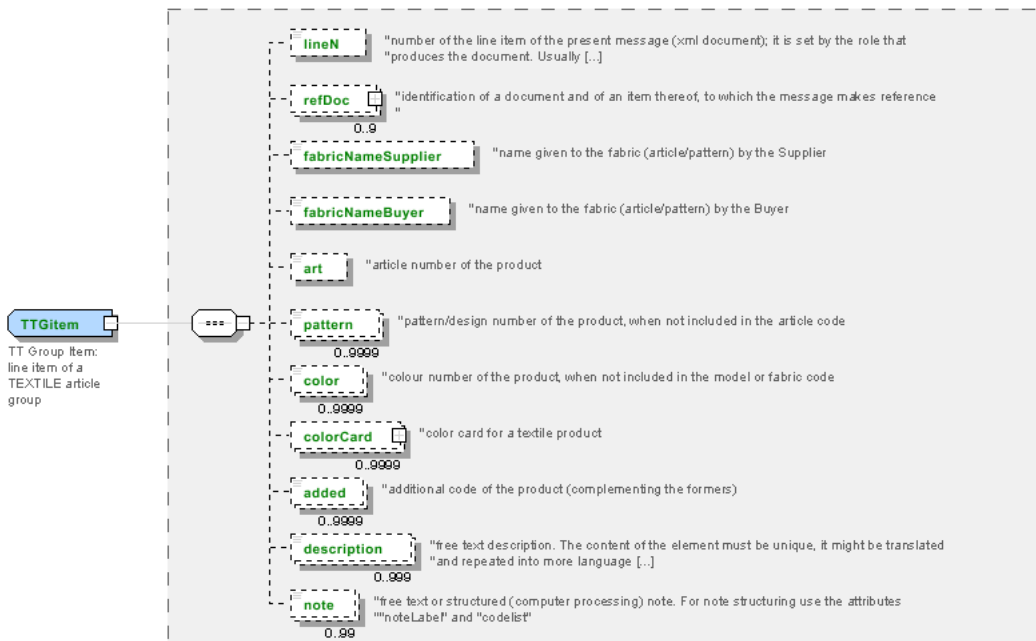 lineN
"number of the line item of the present message (xml document); it is set by the role that
"produces the document. Usually [...]
refDoc
"identification of a document and of an item thereof, to which the message makes reference
"
0..9
fabricNameSupplier
"name given to the fabric (article/pattern) by the Supplier
fabricNameBuyer
"name given to the fabric (article/pattern) by the Buyer
art
"article number of the product
TTGitem
TT Group Item:
line item of a
TEXTILE article
group
pattern
"pattern/design number of the product, when not included in the article code
0..9999
color
"colour number of the product, when not included in the model or fabric code
0..9999
colorCard
"color card for a textile product
0..9999
added
"additional code of the product (complementing the formers)
0..9999
description
"free text description. The content of the element must be unique, it might be translated
"and repeated into more language [...]
0..999
note
"free text or structured (computer processing) note. For note structuring use the attributes
""noteLabel" and "codelist"
0..99